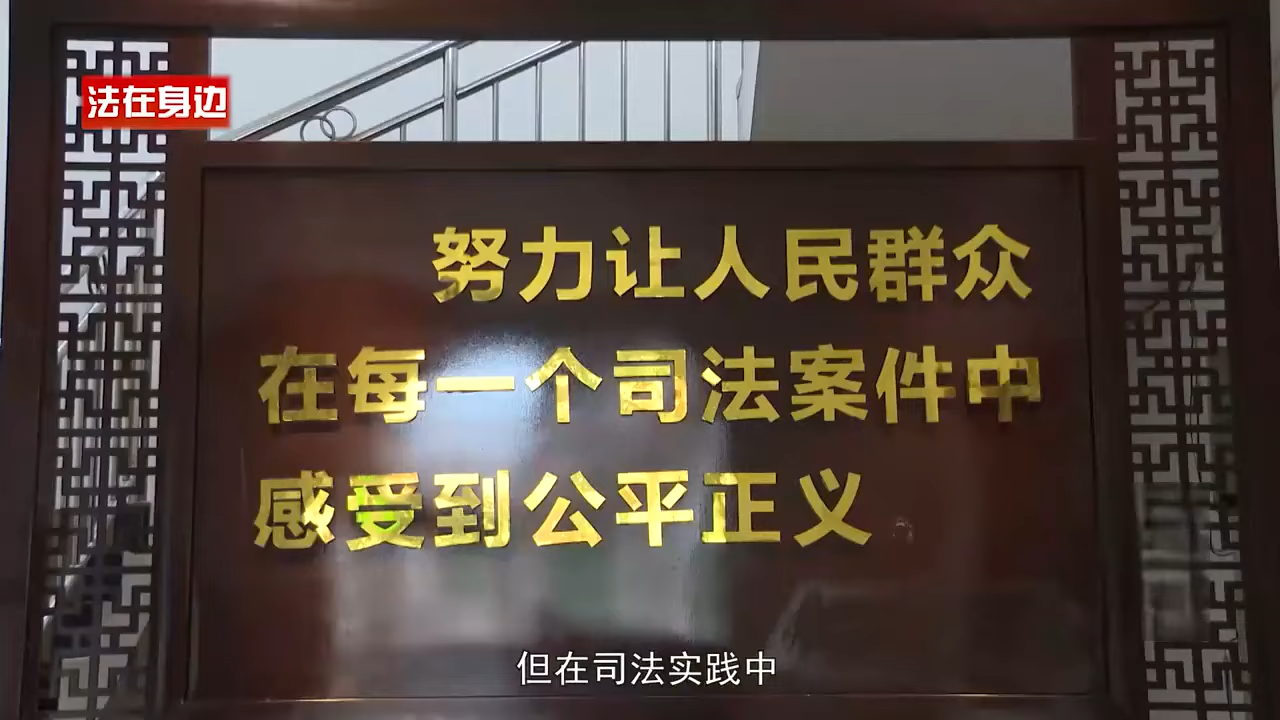 法在身边
努力让人民群众
在每一个司法案件中
感受到公平正义
但在司法实践中